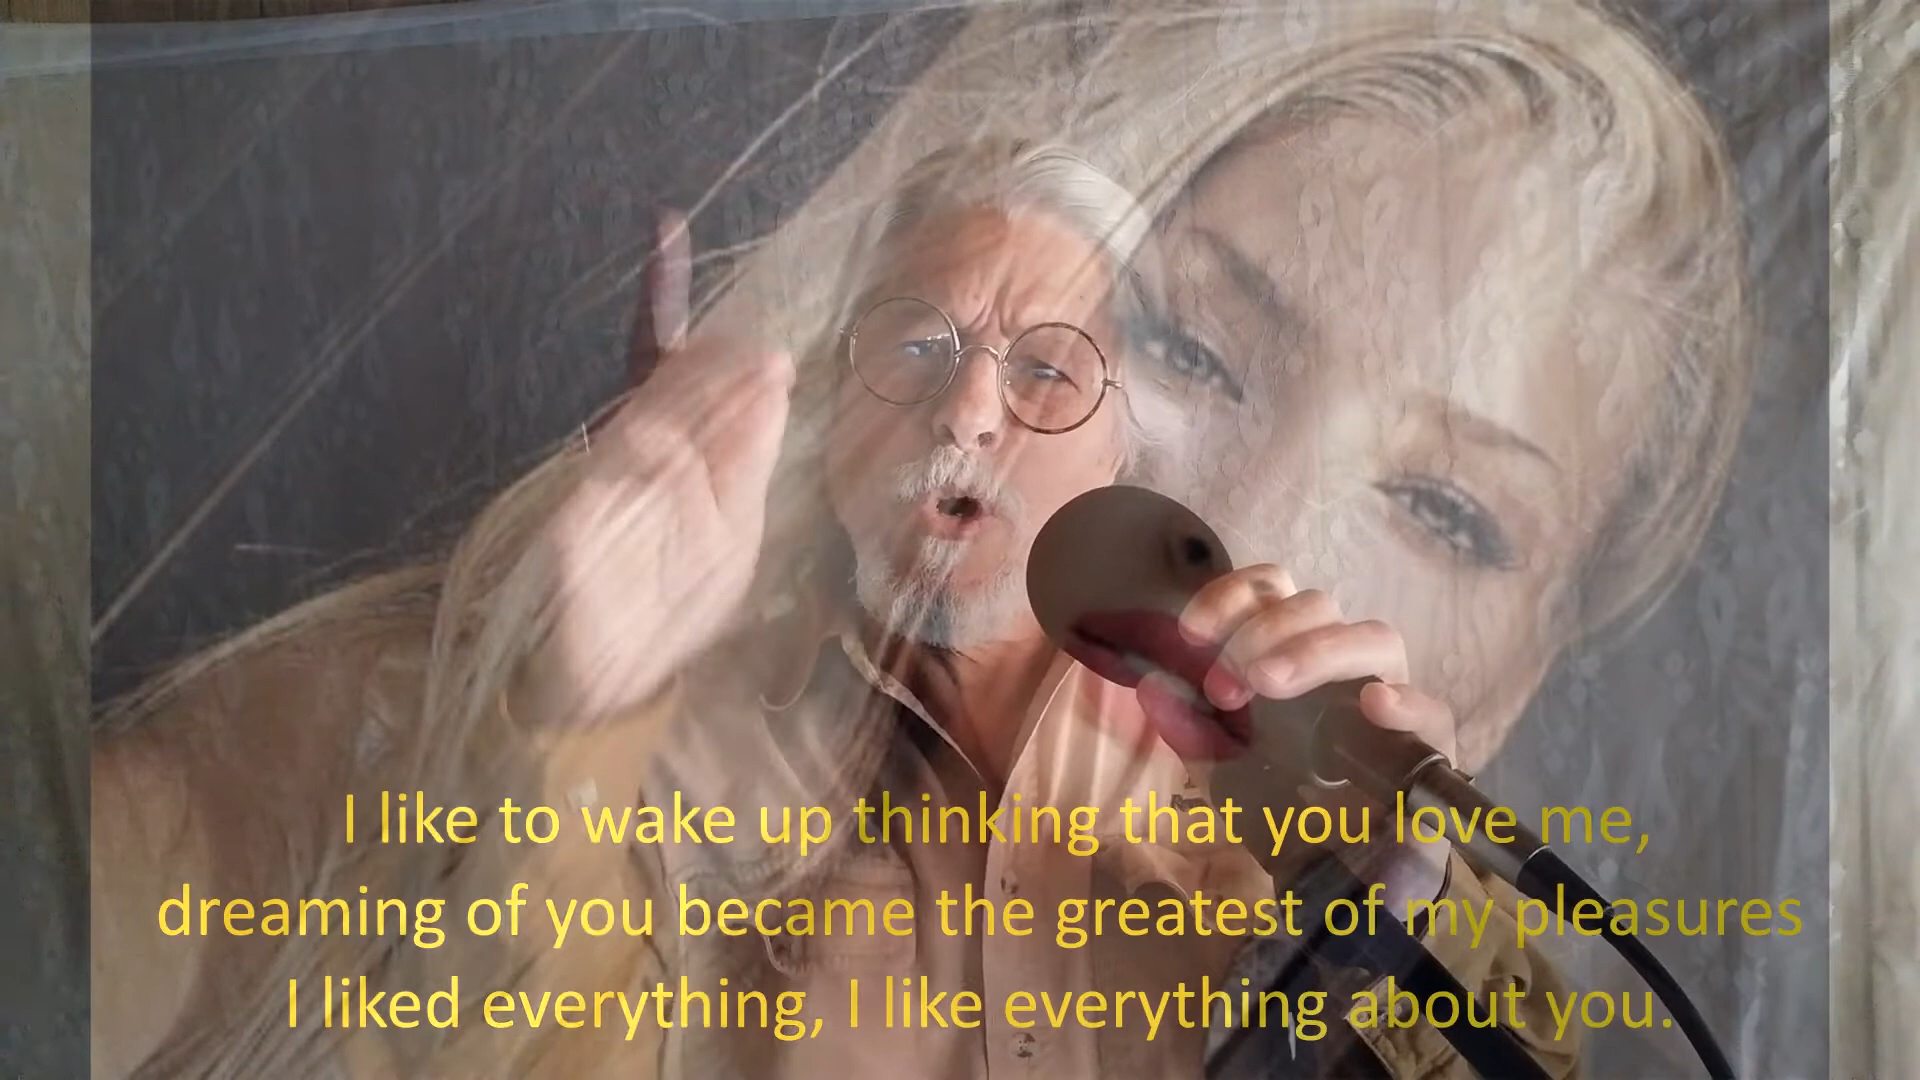 I like to wake up thinking that you love me,
dreaming of you became the greatest of my pleasures
I liked everything, I like everything about you.